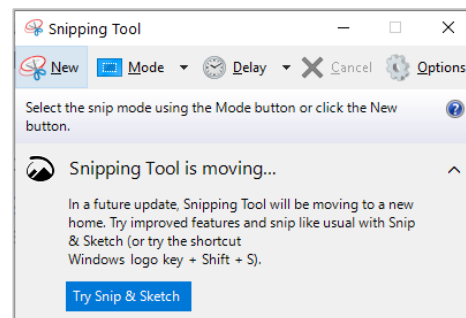 Snipping Tool
New Mode Delay Cancel Options
Select the snip mode using the Mode button or click the New
button.
Snipping Tool is moving...
In a future update, Snipping Tool will be moving to a new
home. Try improved features and snip like usual with Snip
& Sketch (or try the shortcut
Windows logo key + Shift + S).
Try Snip & Sketch